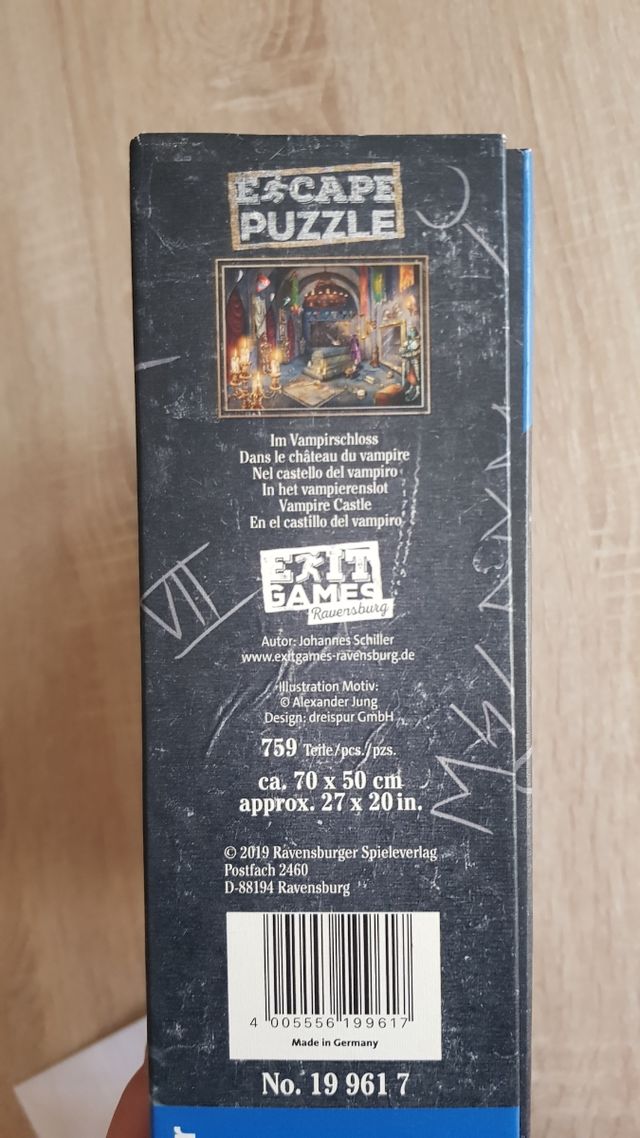 ESCAPE
PUZZLE
Im Vampirschloss
Dans le château du vampire
Nel castello del vampiro
In het vampierenslot
Vampire Castle
En el castillo del vampiro
EXIT
GAMES
Ravensburg
Autor: Johannes Schiller
www.exitgames-ravensburg.de
Illustration Motiv:
© Alexander Jung
Design: dreispur GmbH
759 Teile/pcs./pzs.
ca. 70 x 50 cm
approx. 27 x 20 in.
VII
© 2019 Ravensburger Spieleverlag
Postfach 2460
D-88194 Ravensburg
4 005556 199617
Made in Germany
No. 19 961 7
r